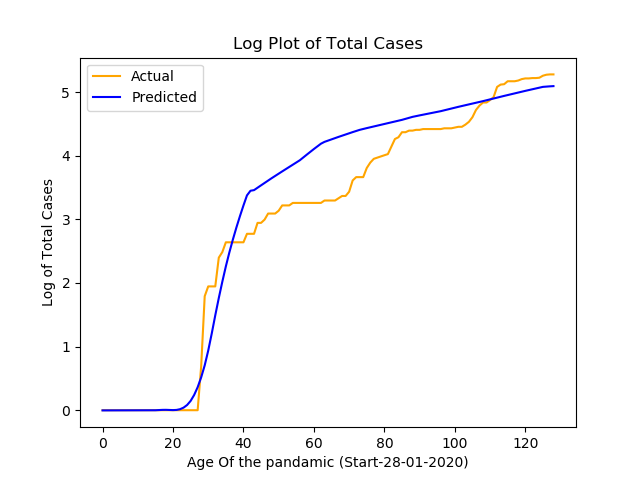 Log Plot of Total Cases
Actual
Predicted
Log of Total Cases
5
4
3
2
1
0
0 20 40 60 80 100 120
Age Of the pandamic (Start-28-01-2020)